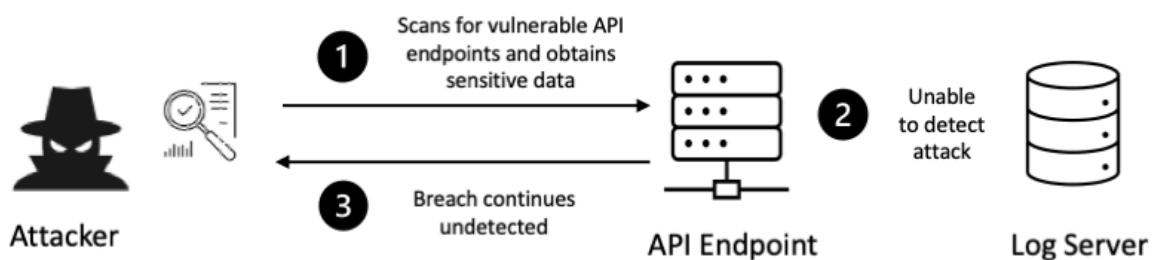 1
Scans for vulnerable API
endpoints and obtains
sensitive data
2
Unable
to detect
attack
3
Breach continues
undetected
Attacker
API Endpoint
Log Server